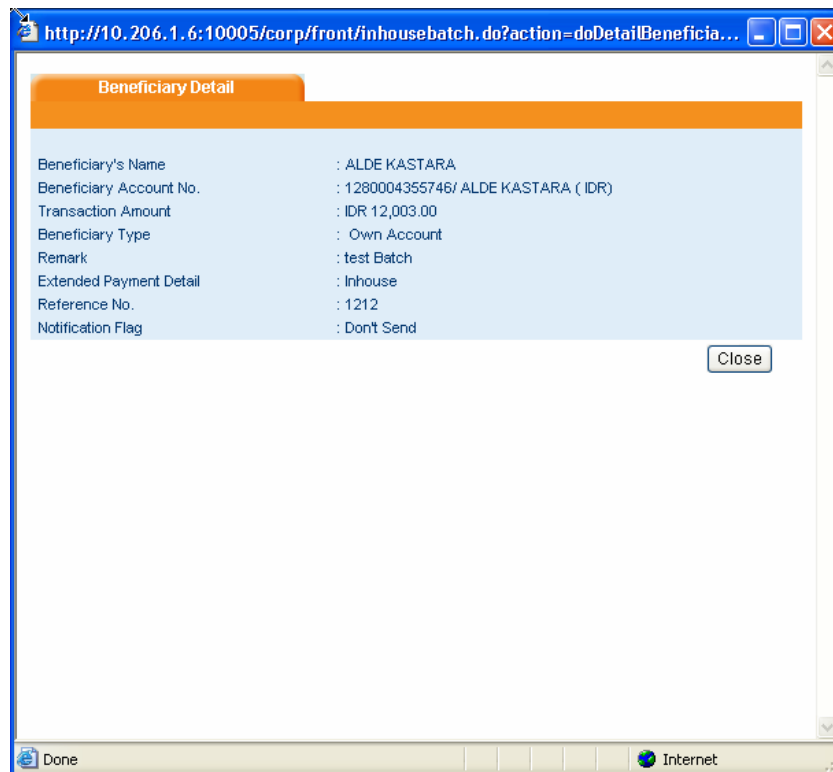 http://10.206.1.6:10005/corp/front/inhousebatch.do?action=doDetailBeneficia...
Beneficiary Detail
Beneficiary's Name : ALDE KASTARA
Beneficiary Account No. : 1280004355746/ ALDE KASTARA ( IDR)
Transaction Amount : IDR 12,003.00
Beneficiary Type : Own Account
Remark : test Batch
Extended Payment Detail : Inhouse
Reference No. : 1212
Notification Flag : Don't Send
Close
Done Internet